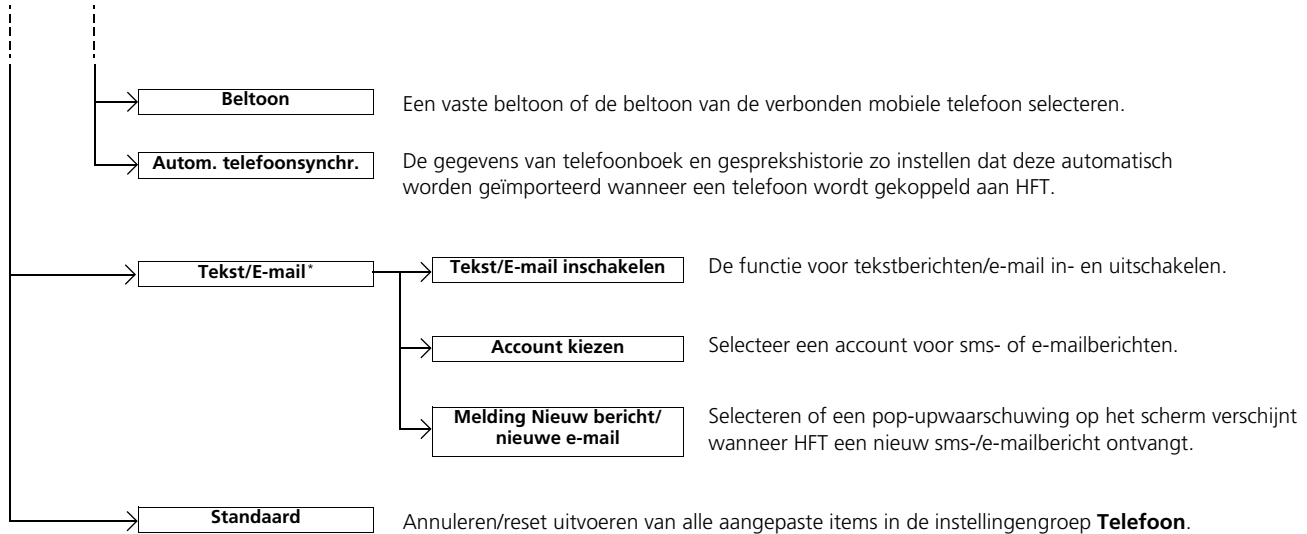 Beltoon
Een vaste beltoon of de beltoon van de verbonden mobiele telefoon selecteren.
Autom. telefoonsynchr.
De gegevens van telefoonboek en gesprekshistorie zo instellen dat deze automatisch
worden geïmporteerd wanneer een telefoon wordt gekoppeld aan HFT.
Tekst/E-mail*
Tekst/E-mail inschakelen
De functie voor tekstberichten/e-mail in- en uitschakelen.
Account kiezen
Selecteer een account voor sms- of e-mailberichten.
Melding Nieuw bericht/
nieuwe e-mail
Selecteren of een pop-upwaarschuwing op het scherm verschijnt
wanneer HFT een nieuw sms-/e-mailbericht ontvangt.
Standaard
Annuleren/reset uitvoeren van alle aangepaste items in de instellingengroep Telefoon.